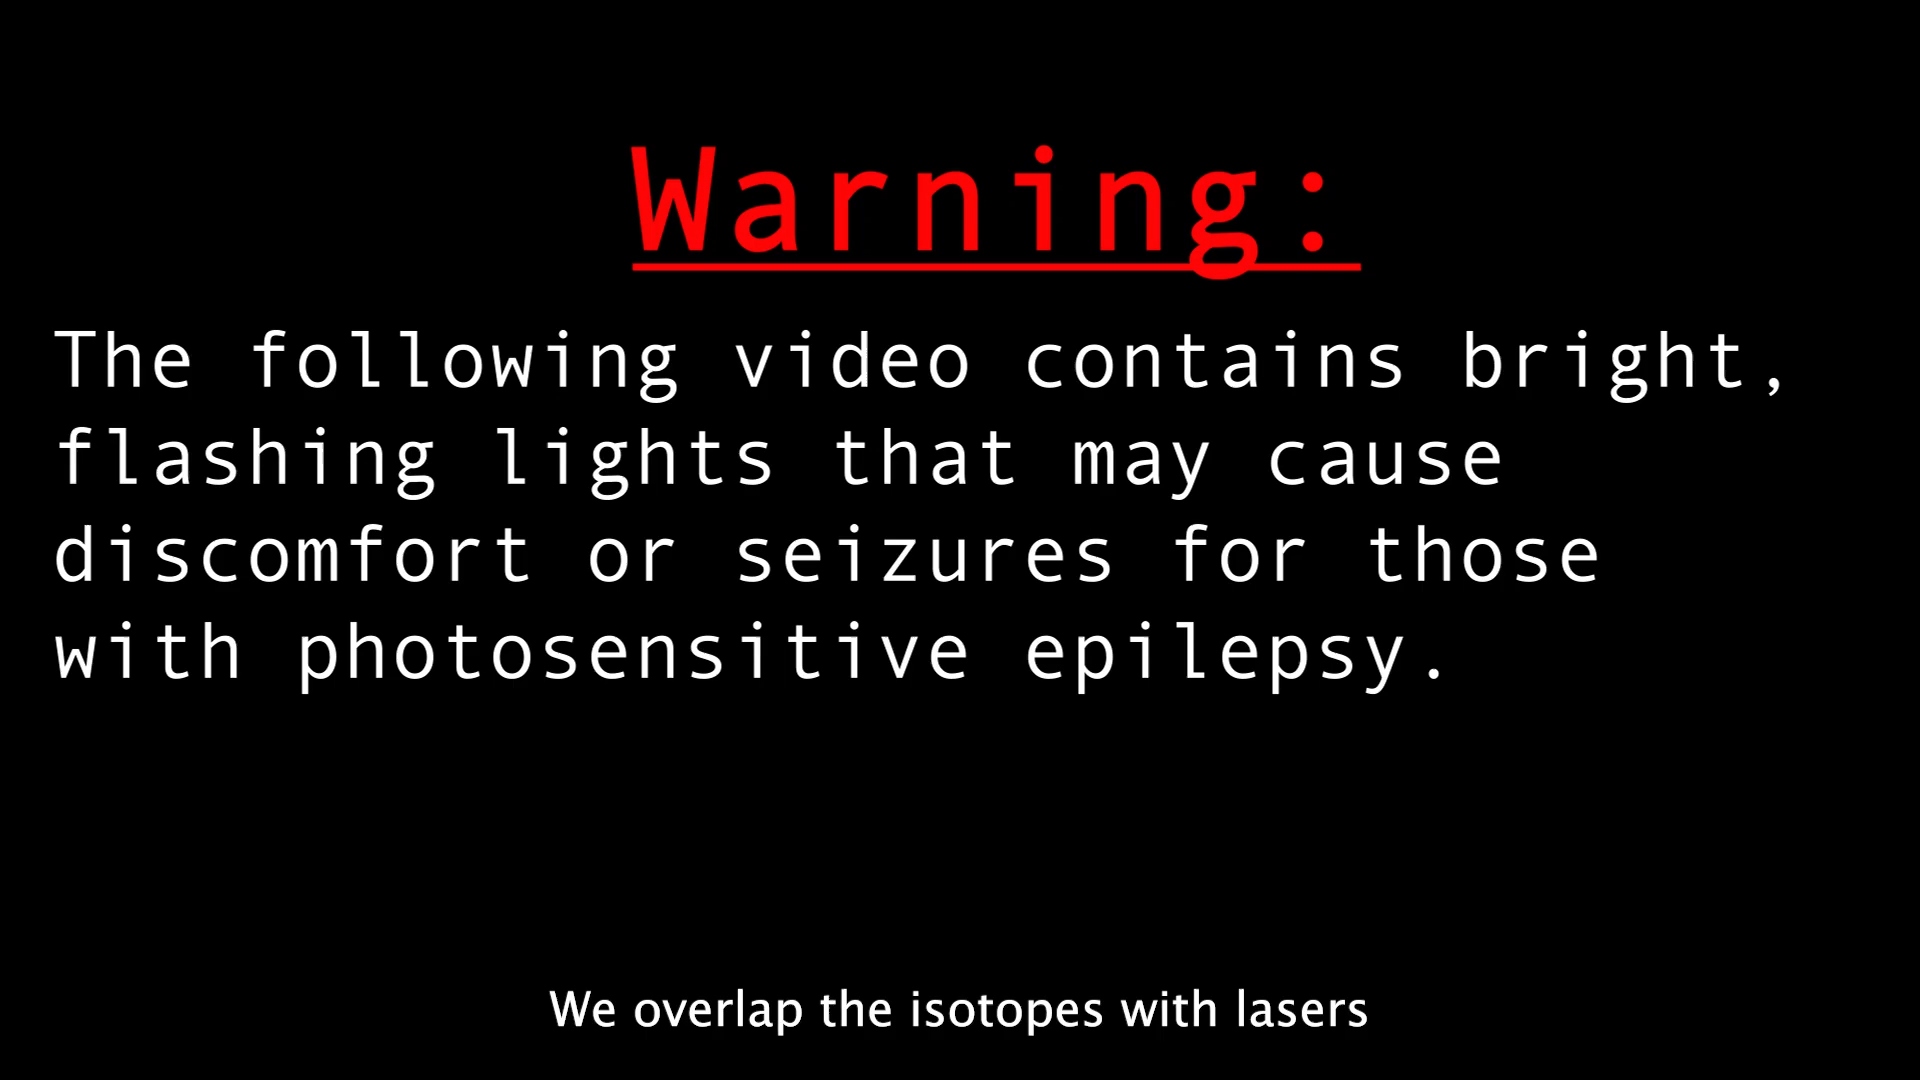 Warning:
The following video contains bright,
flashing lights that may cause
discomfort or seizures for those
with photosensitive epilepsy.
We overlap the isotopes with lasers